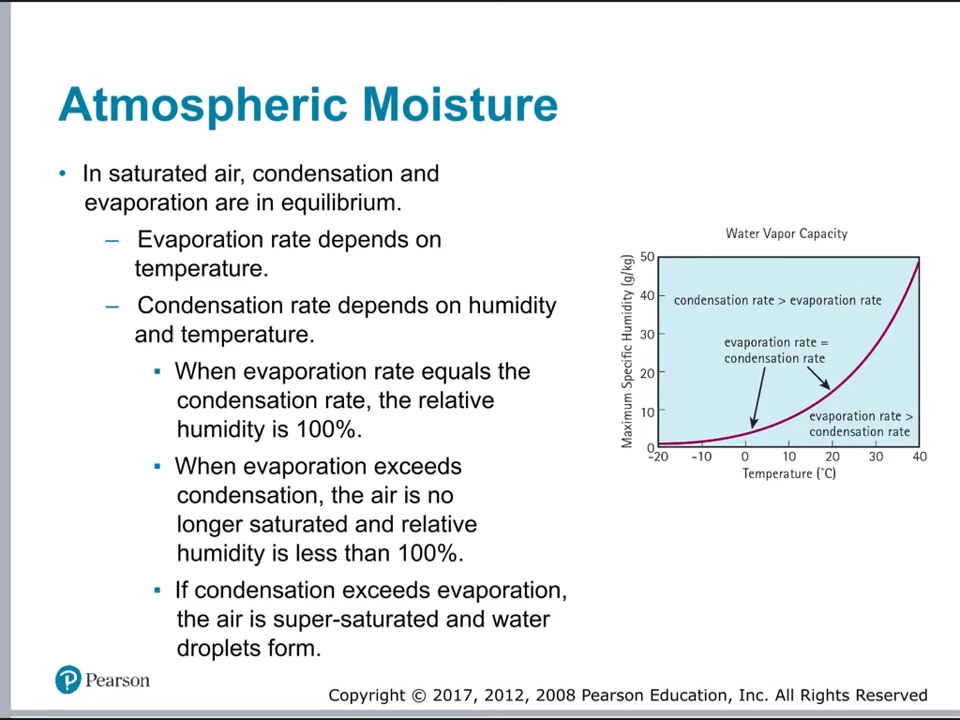 Atmospheric Moisture
• In saturated air, condensation and
evaporation are in equilibrium.
– Evaporation rate depends on
temperature.
– Condensation rate depends on humidity
and temperature.
▪ When evaporation rate equals the
condensation rate, the relative
humidity is 100%.
▪ When evaporation exceeds
condensation, the air is no
longer saturated and relative
humidity is less than 100%.
▪ If condensation exceeds evaporation,
the air is super-saturated and water
droplets form.
Water Vapor Capacity
Maximum Specific Humidity (g/kg)
50
40
30
20
10
0
condensation rate > evaporation rate
evaporation rate =
condensation rate
evaporation rate >
condensation rate
-20 -10 0 10 20 30 40
Temperature (˚C)
P Pearson
Copyright © 2017, 2012, 2008 Pearson Education, Inc. All Rights Reserved